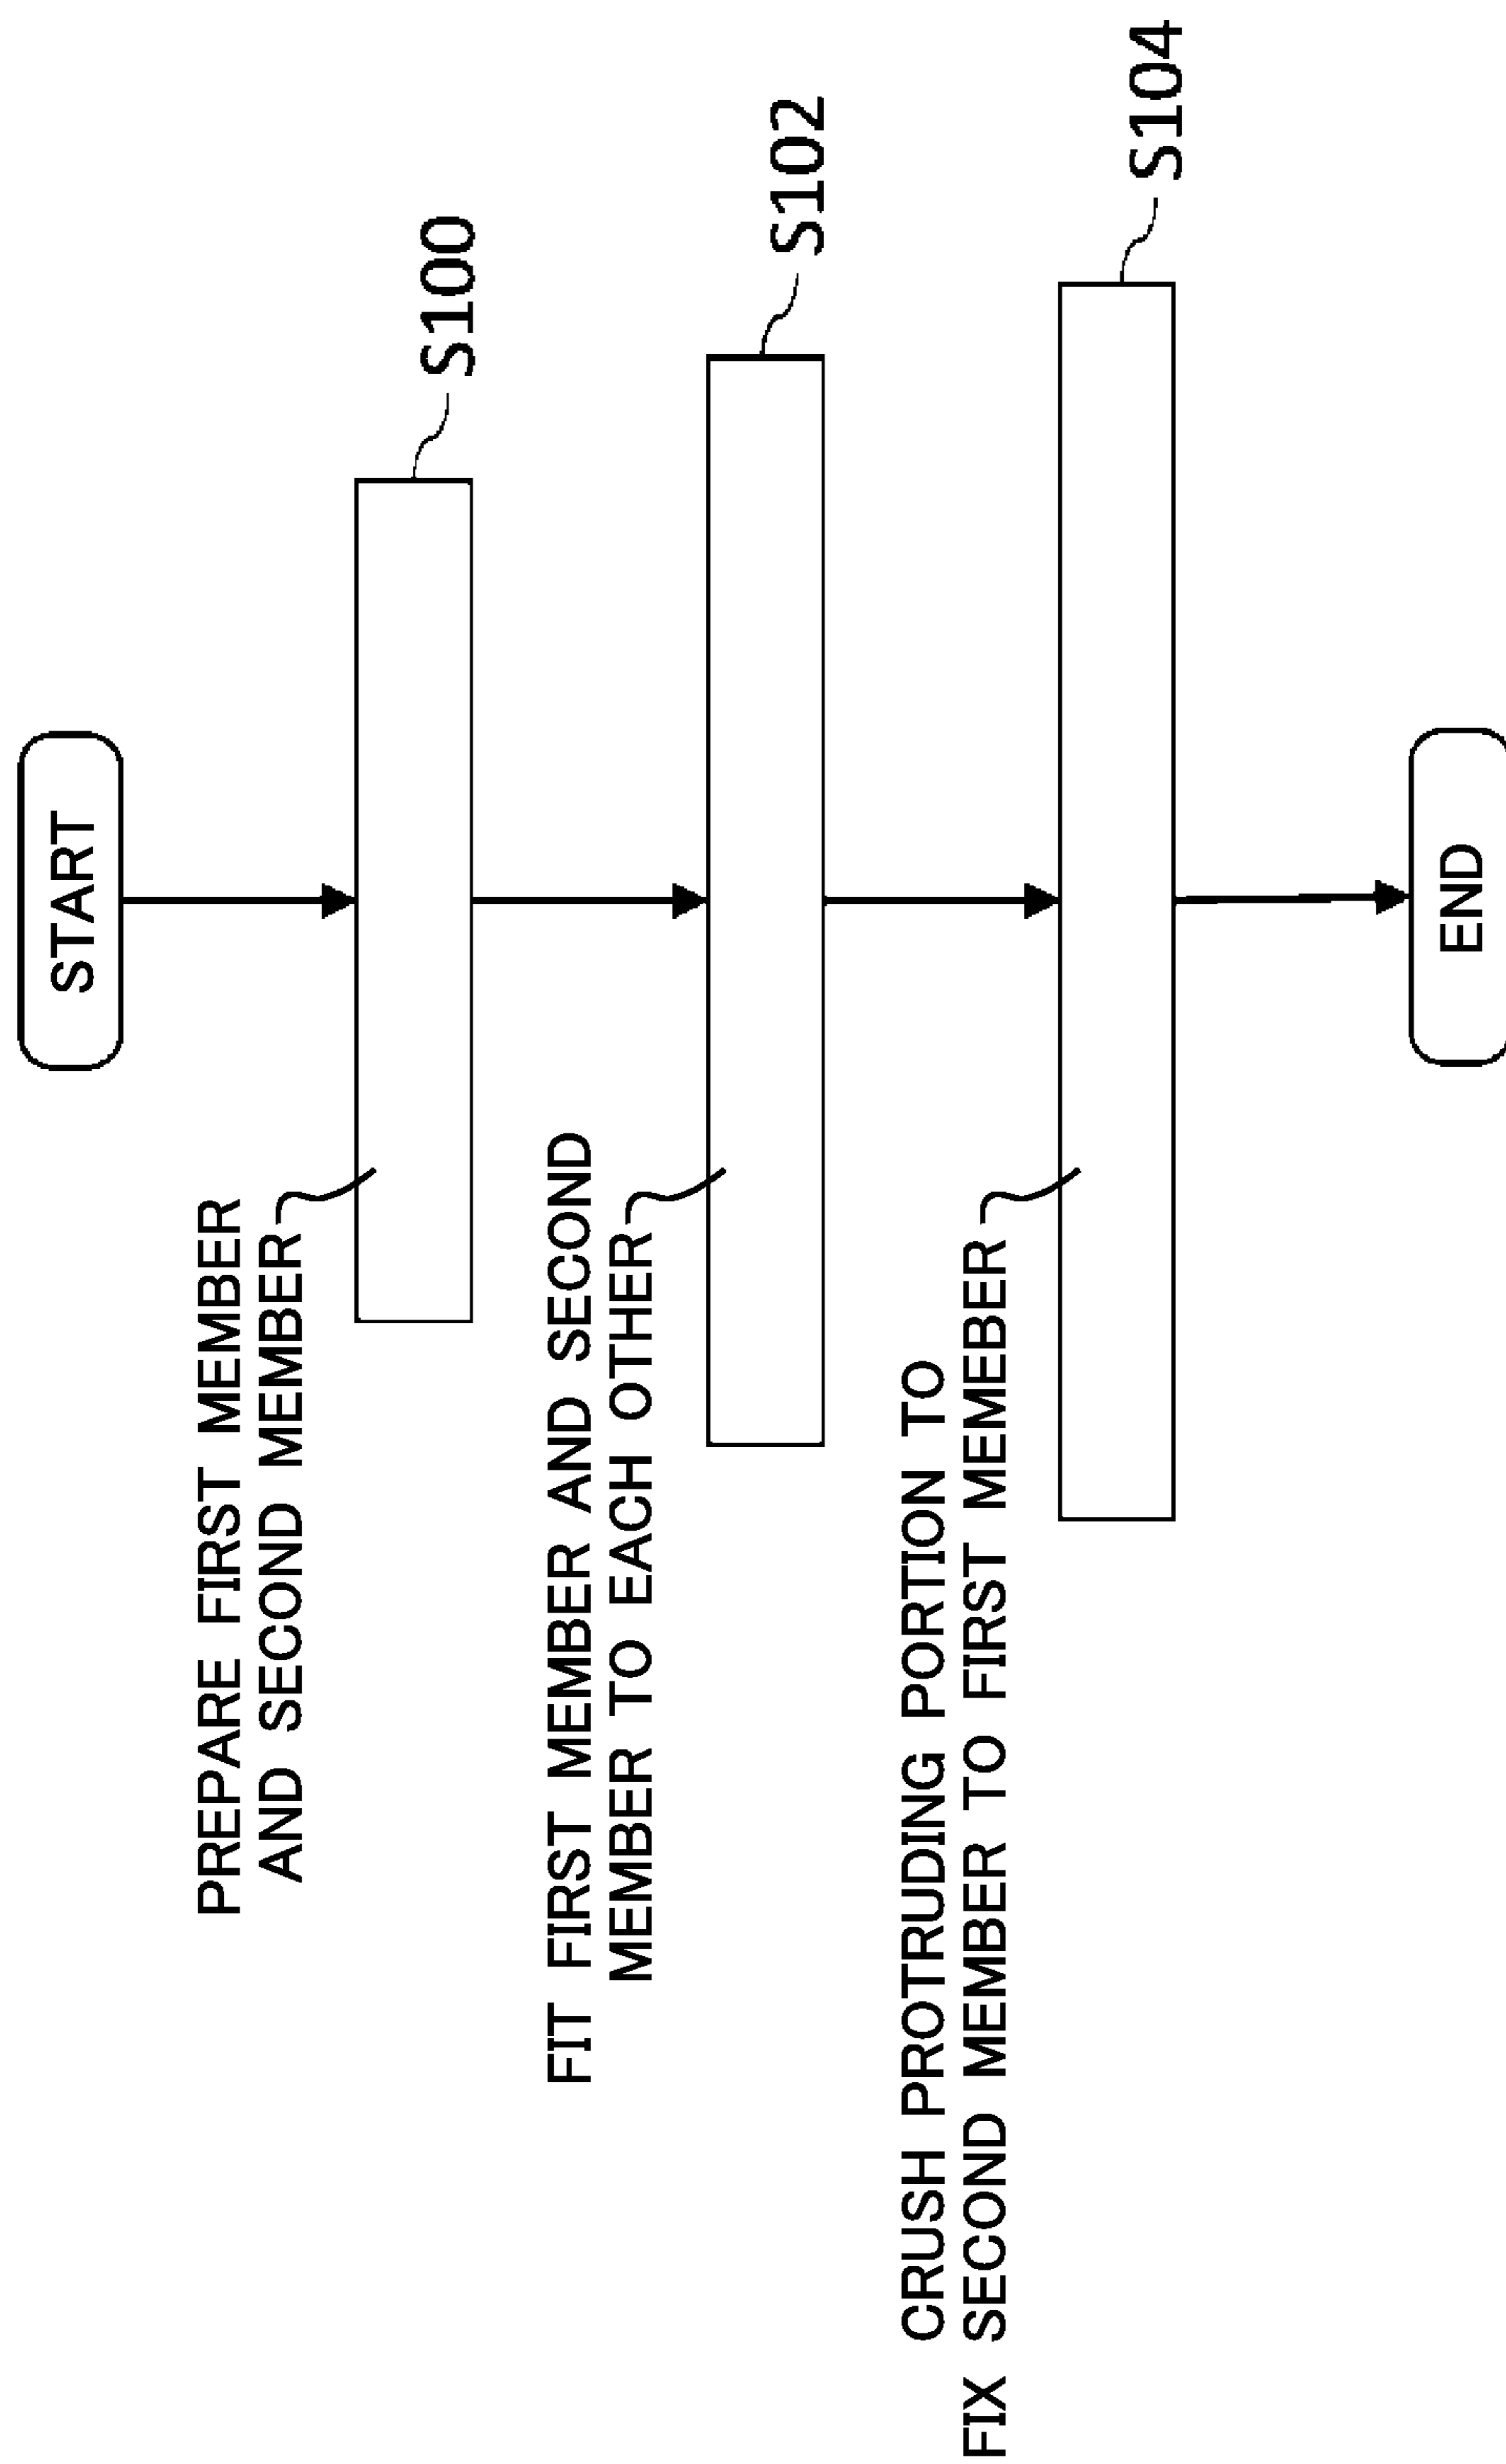 START
PREPARE FIRST MEMBER
AND SECOND MEMBER
S100
FIT FIRST MEMBER AND SECOND
MEMBER TO EACH OTHER
S102
CRUSH PROTRUDING PORTION TO
FIX SECOND MEMBER TO FIRST MEMEBER
S104
END